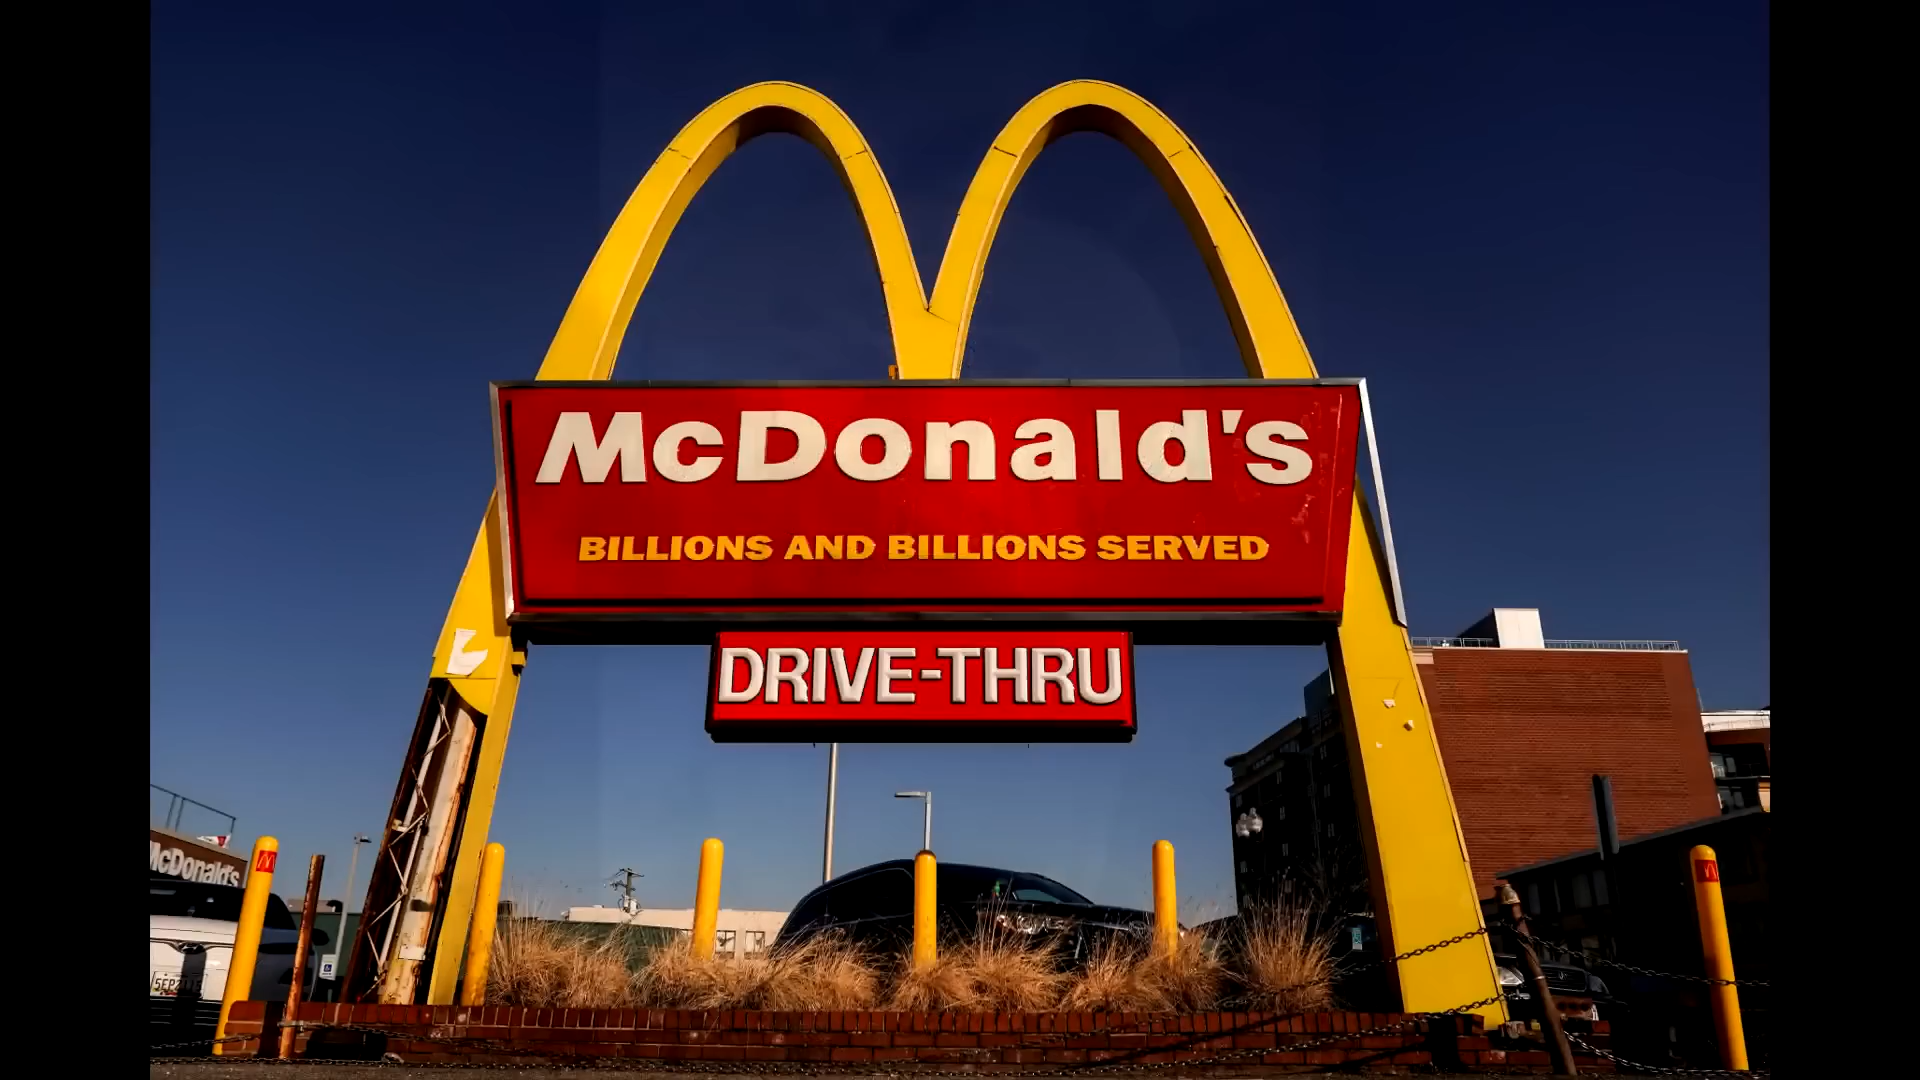 McDonald's
BILLIONS AND BILLIONS SERVED
DRIVE-THRU
McDonald's